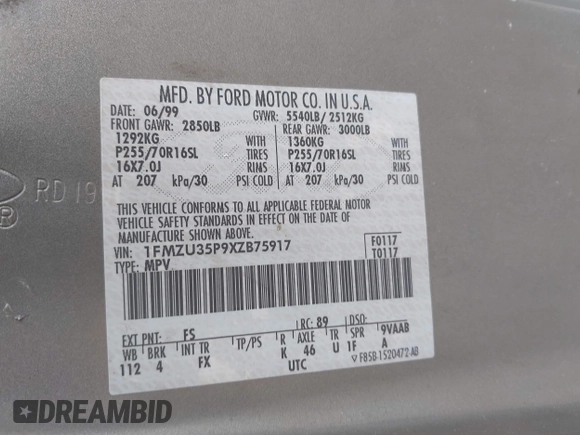 MFD. BY FORD MOTOR CO. IN U.S.A.
DATE: 06/99 GVWR: 5540LB/ 2512KG
FRONT GAWR: 2850LB REAR GAWR: 3000LB
1292KG WITH 1360KG WITH
P255/70R16SL TIRES P255/70R16SL TIRES
16X7.0J RIMS 16X7.0J RIMS
AT 207 kPa/30 PSI COLD AT 207 kPa/30 PSI COLD
THIS VEHICLE CONFORMS TO ALL APPLICABLE FEDERAL MOTOR
VEHICLE SAFETY STANDARDS IN EFFECT ON THE DATE OF
MANUFACTURE SHOWN ABOVE.
VIN: 1FMZU35P9XZB75917 F0117
TYPE: MPV T0117
EXT PNT: FS RC: 89 DSO:
WB BRK INT TR TP/PS R AXLE TR SPR 9VAAB
112 4 FX K 46 U 1F A
UTC F85B-1520472 AB
RD 19
R
DREAMBID